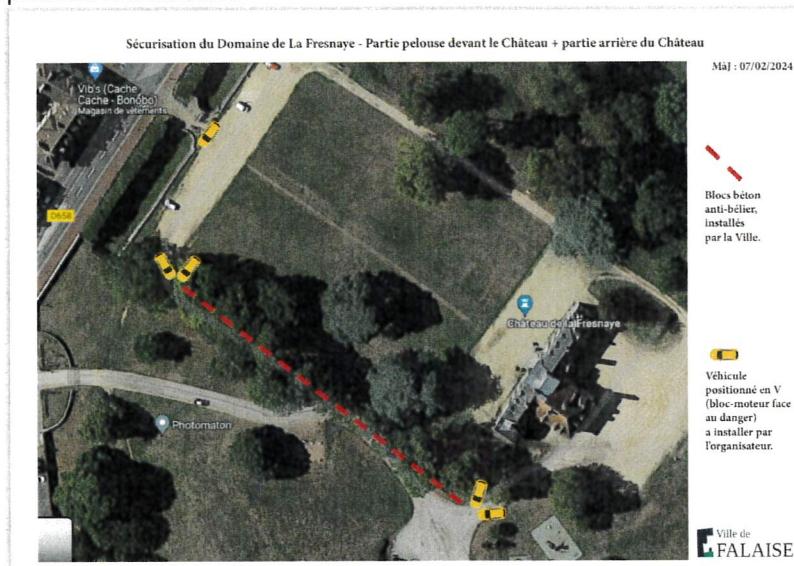 Sécurisation du Domaine de La Fresnaye - Partie pelouse devant le Château + partie arrière du Château
MàJ : 07/02/2024
Vib's (Cache
Cache - Bonobo)
Magasin de vêtements
D658
Château de la Fresnaye
Photomaton
Blocs béton
anti-bélier,
installés
par la Ville.
Véhicule
positionné en V
(bloc-moteur face
au danger)
a installer par
l'organisateur.
Ville de
FALAISE